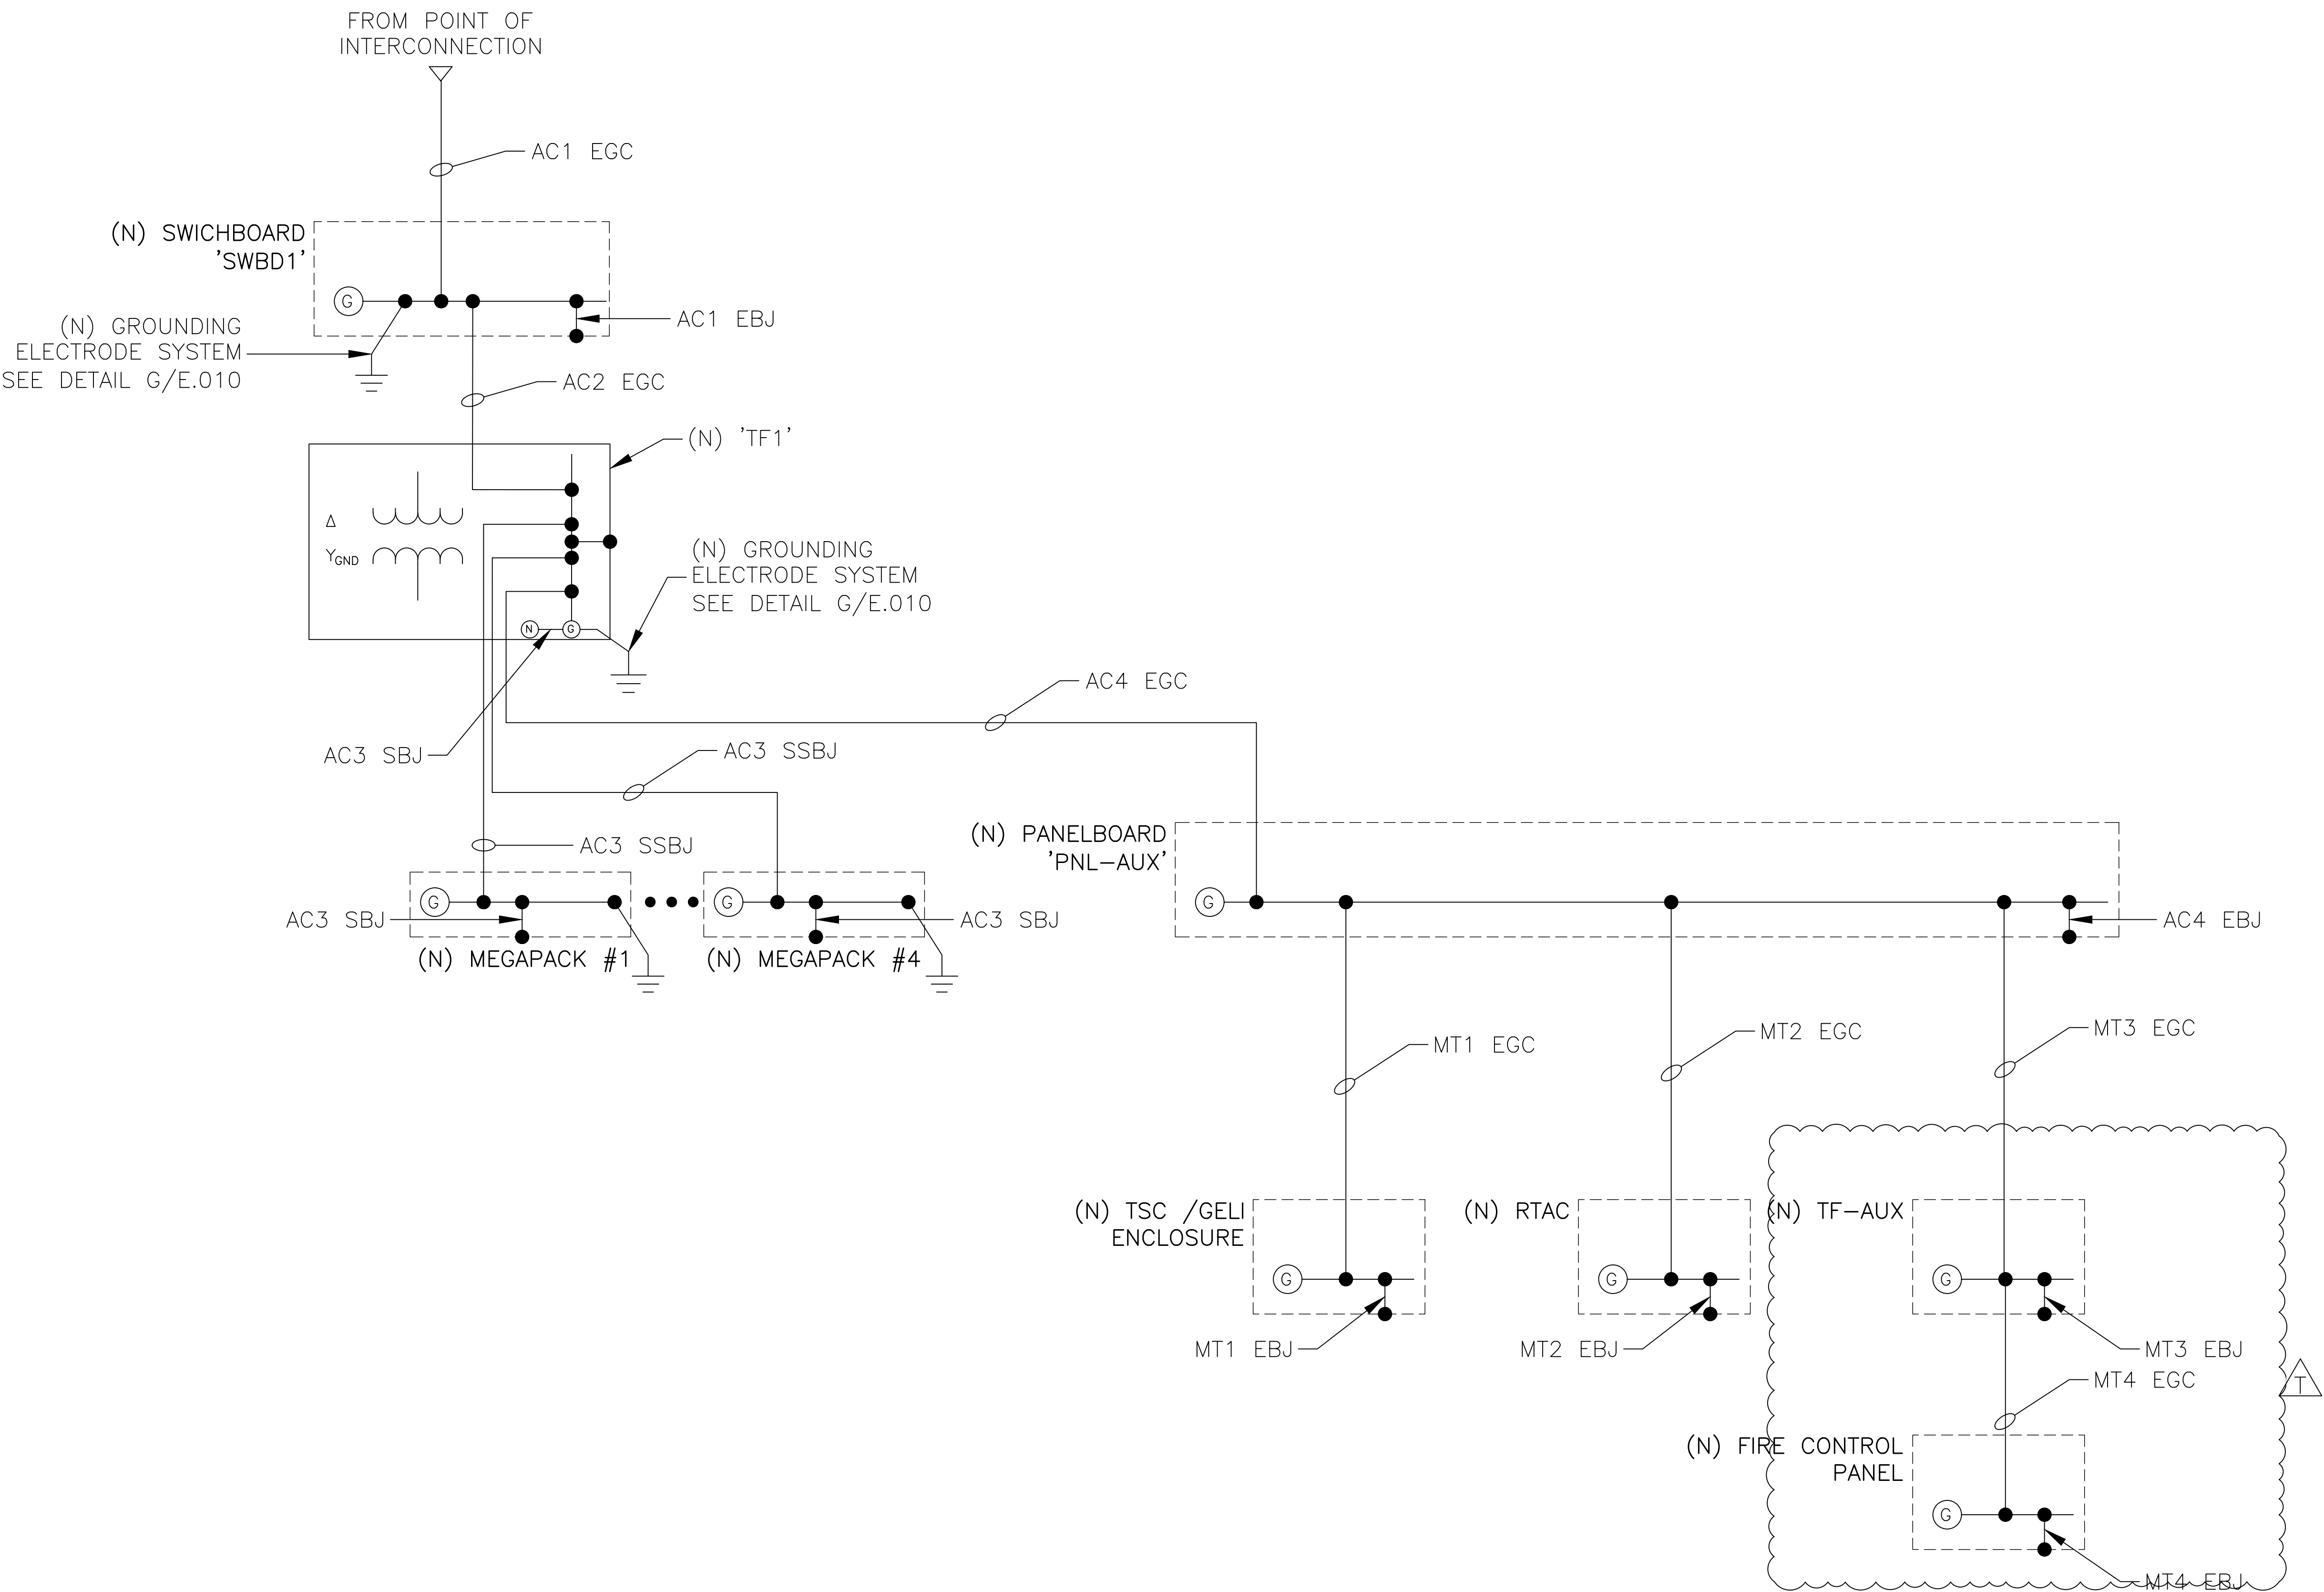 FROM POINT OF
INTERCONNECTION
AC1 EGC
(N) SWICHBOARD
'SWBD1'
G
AC1 EBJ
(N) GROUNDING
ELECTRODE SYSTEM
SEE DETAIL G/E.010
AC2 EGC
(N) 'TF1'
Δ
YGND
(N) GROUNDING
ELECTRODE SYSTEM
SEE DETAIL G/E.010
N
G
AC4 EGC
AC3 SBJ
AC3 SSBJ
(N) PANELBOARD
'PNL-AUX'
AC3 SSBJ
G
G
G
AC3 SBJ
AC3 SBJ
AC4 EBJ
(N) MEGAPACK #1
(N) MEGAPACK #4
MT1 EGC
MT2 EGC
MT3 EGC
(N) TSC /GELI
ENCLOSURE
(N) RTAC
(N) TF-AUX
G
G
G
MT1 EBJ
MT2 EBJ
MT3 EBJ
MT4 EGC
T
(N) FIRE CONTROL
PANEL
G
MT4 EBJ